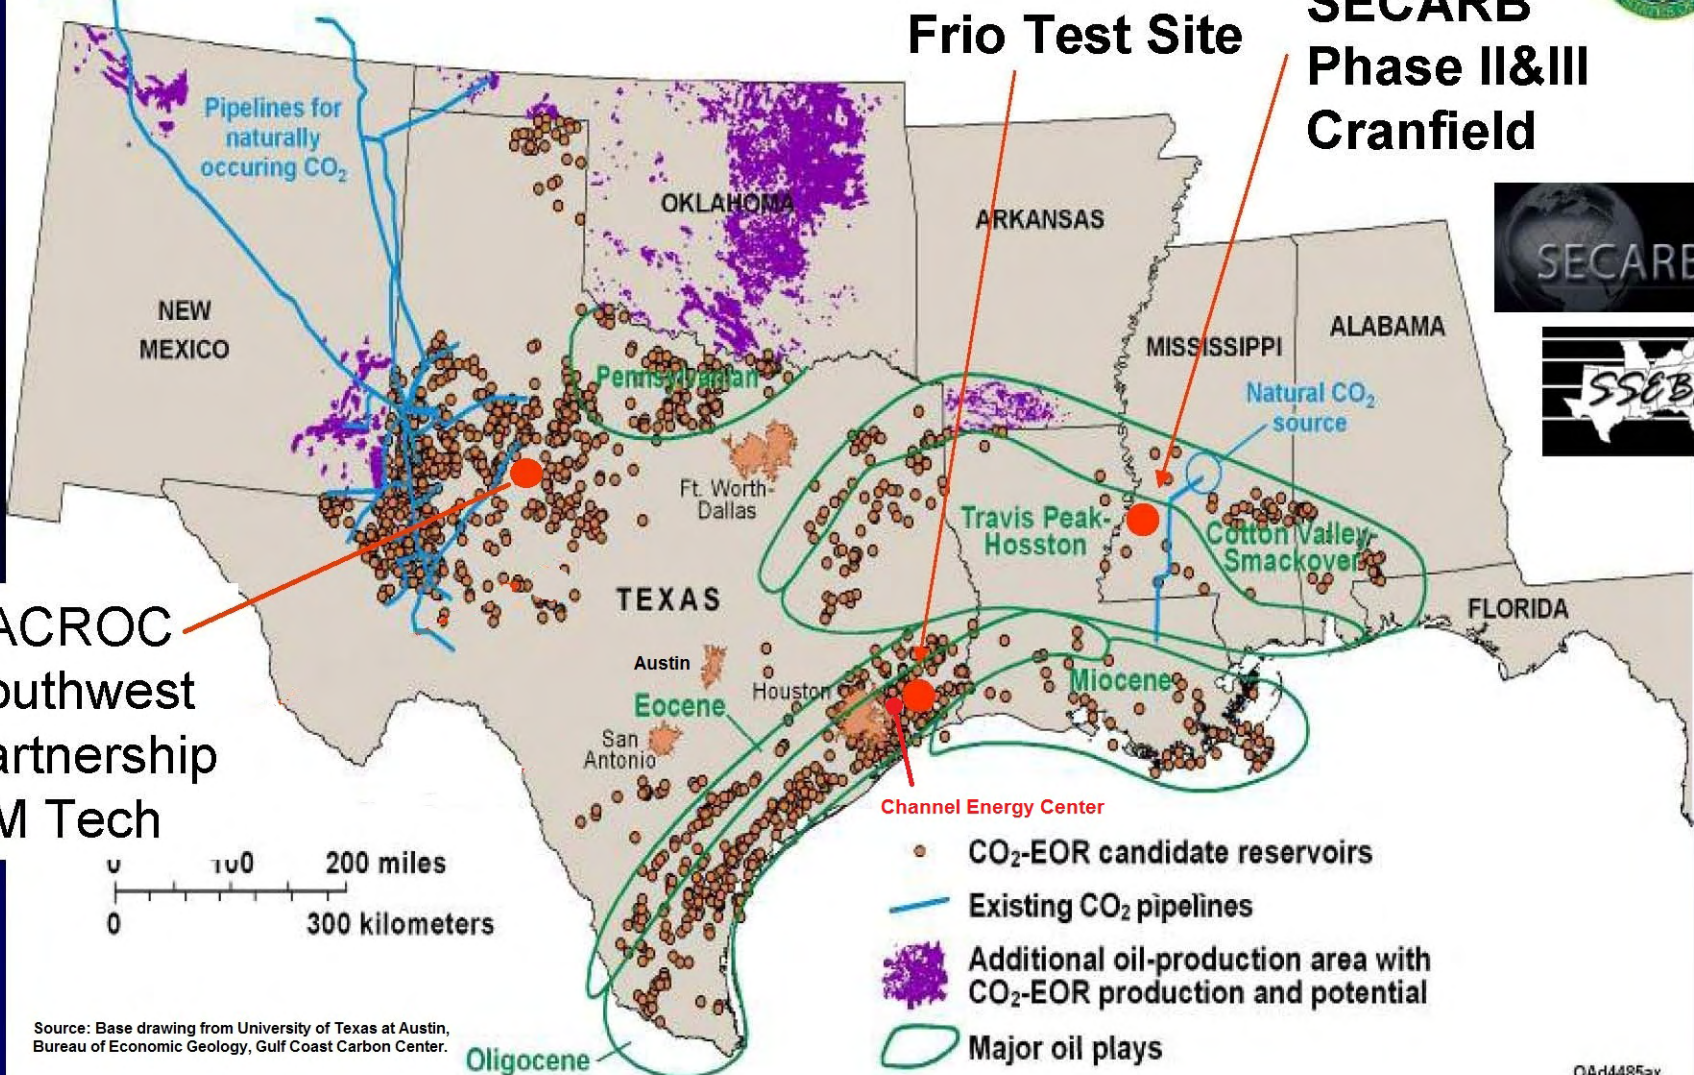 Frio Test Site
SECARB
Phase II&III
Cranfield
Pipelines for
naturally
occuring CO₂
OKLAHOMA
ARKANSAS
SECARB
NEW
MEXICO
MISSISSIPPI
ALABAMA
SSEB
Pennsylvanian
Natural CO₂
source
Ft. Worth-
Dallas
Travis Peak-
Hosston
Cotton Valley-
Smackover
TEXAS
FLORIDA
ACROC
outhwest
artnership
M Tech
Austin
Houston
Eocene
Miocene
San
Antonio
Channel Energy Center
0 100 200 miles
0 300 kilometers
CO₂-EOR candidate reservoirs
Existing CO₂ pipelines
Additional oil-production area with
CO₂-EOR production and potential
Major oil plays
Source: Base drawing from University of Texas at Austin,
Bureau of Economic Geology, Gulf Coast Carbon Center.
Oligocene
QAd4485ax